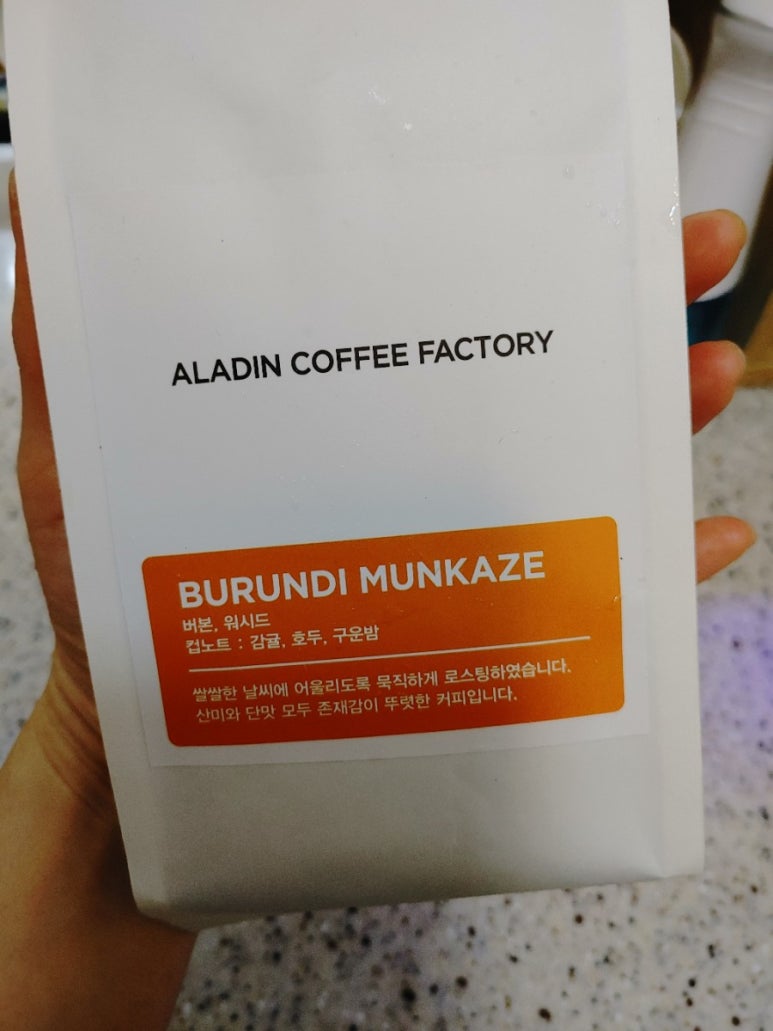 ALADIN COFFEE FACTORY
BURUNDI MUNKAZE
버본, 워시드
컵노트 : 감귤, 호두, 구운밤
쌀쌀한 날씨에 어울리도록 묵직하게 로스팅하였습니다.
산미와 단맛 모두 존재감이 뚜렷한 커피입니다.